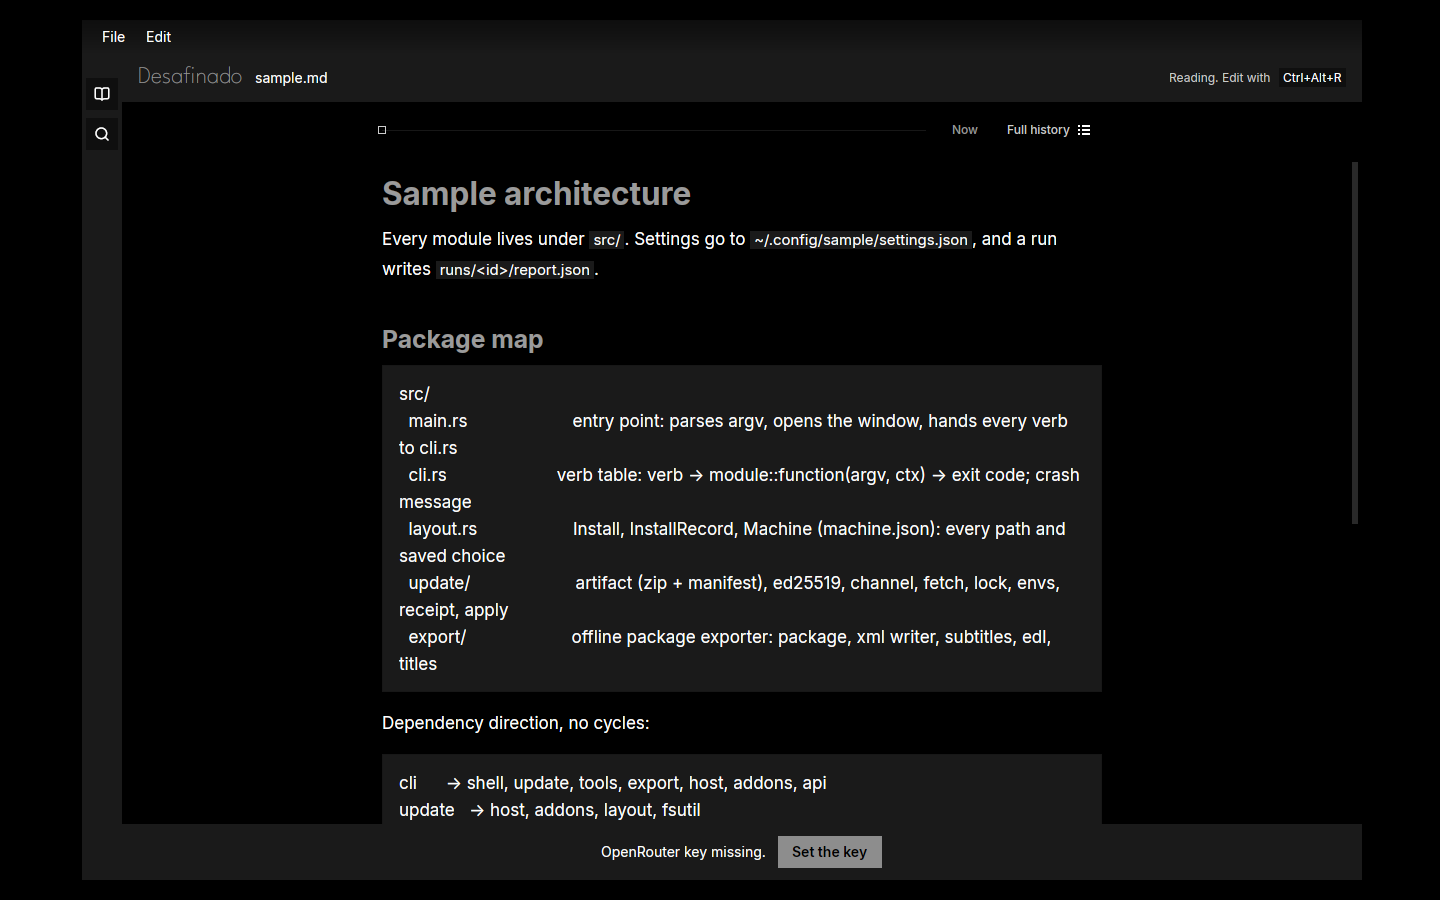 File Edit
Desafinado sample.md Reading. Edit with Ctrl+Alt+R
Now Full history
Sample architecture
Every module lives under src/. Settings go to ~/.config/sample/settings.json, and a run
writes runs/<id>/report.json.
Package map
src/
main.rs entry point: parses argv, opens the window, hands every verb
to cli.rs
cli.rs verb table: verb → module::function(argv, ctx) → exit code; crash
message
layout.rs Install, InstallRecord, Machine (machine.json): every path and
saved choice
update/ artifact (zip + manifest), ed25519, channel, fetch, lock, envs,
receipt, apply
export/ offline package exporter: package, xml writer, subtitles, edl,
titles
Dependency direction, no cycles:
cli → shell, update, tools, export, host, addons, api
update → host, addons, layout, fsutil
OpenRouter key missing. Set the key